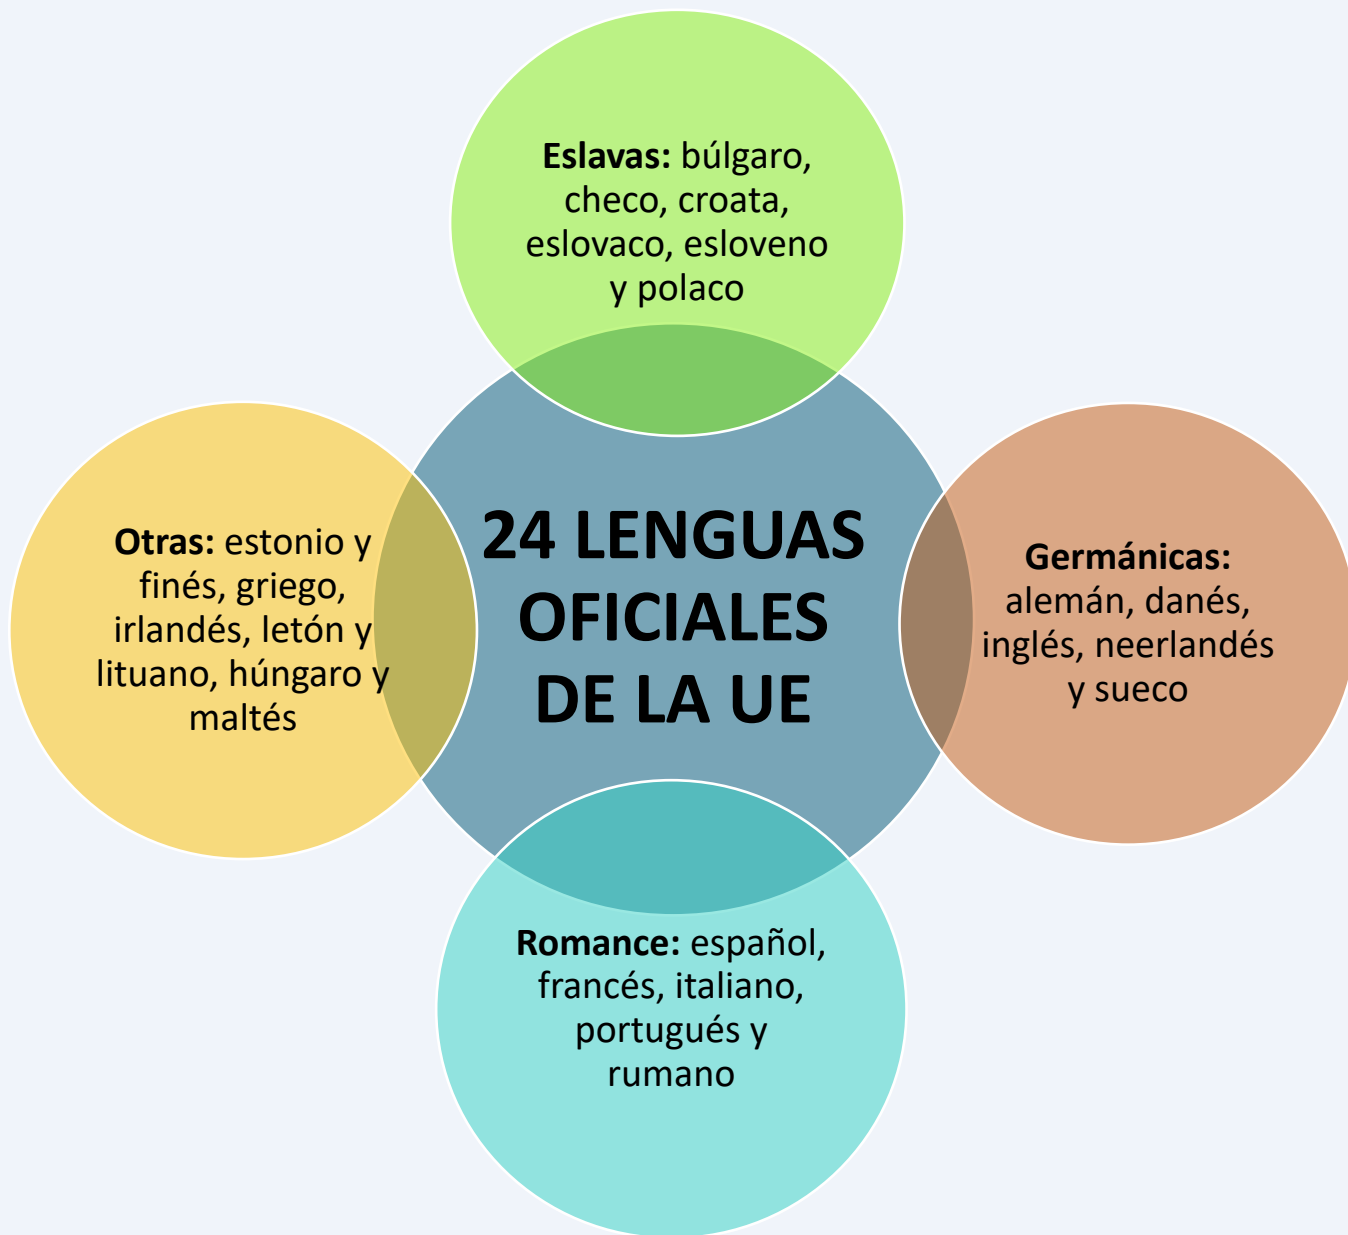 Eslavas: búlgaro,
checo, croata,
eslovaco, esloveno
y polaco
Otras: estonio y
finés, griego,
irlandés, letón y
lituano, húngaro y
maltés
24 LENGUAS
OFICIALES
DE LA UE
Germánicas:
alemán, danés,
inglés, neerlandés
y sueco
Romance: español,
francés, italiano,
portugués y
rumano